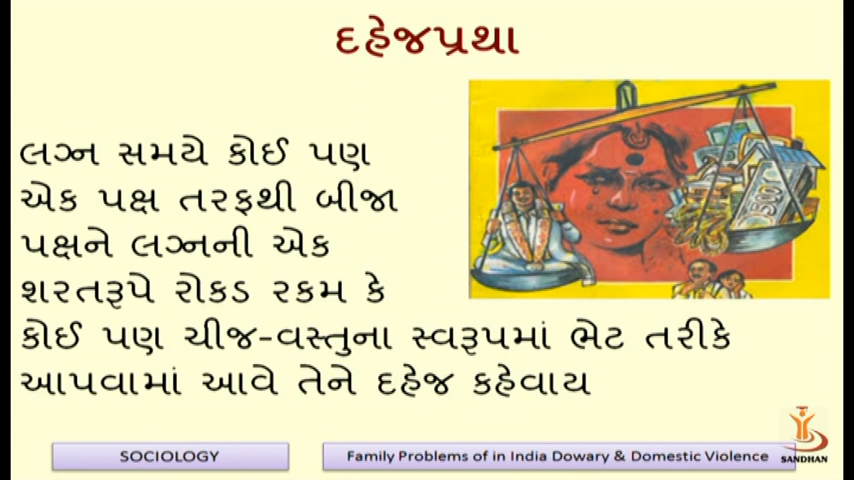 દહેજપ્રથા
લગ્ન સમયે કોઈ પણ
એક પક્ષ તરફથી બીજા
પક્ષને લગ્નની એક
શરતરૂપે રોકડ રકમ કે
કોઈ પણ ચીજ-વસ્તુના સ્વરૂપમાં ભેટ તરીકે
આપવામાં આવે તેને દહેજ કહેવાય
SOCIOLOGY
Family Problems of in India Dowary & Domestic Violence
SANDHAN